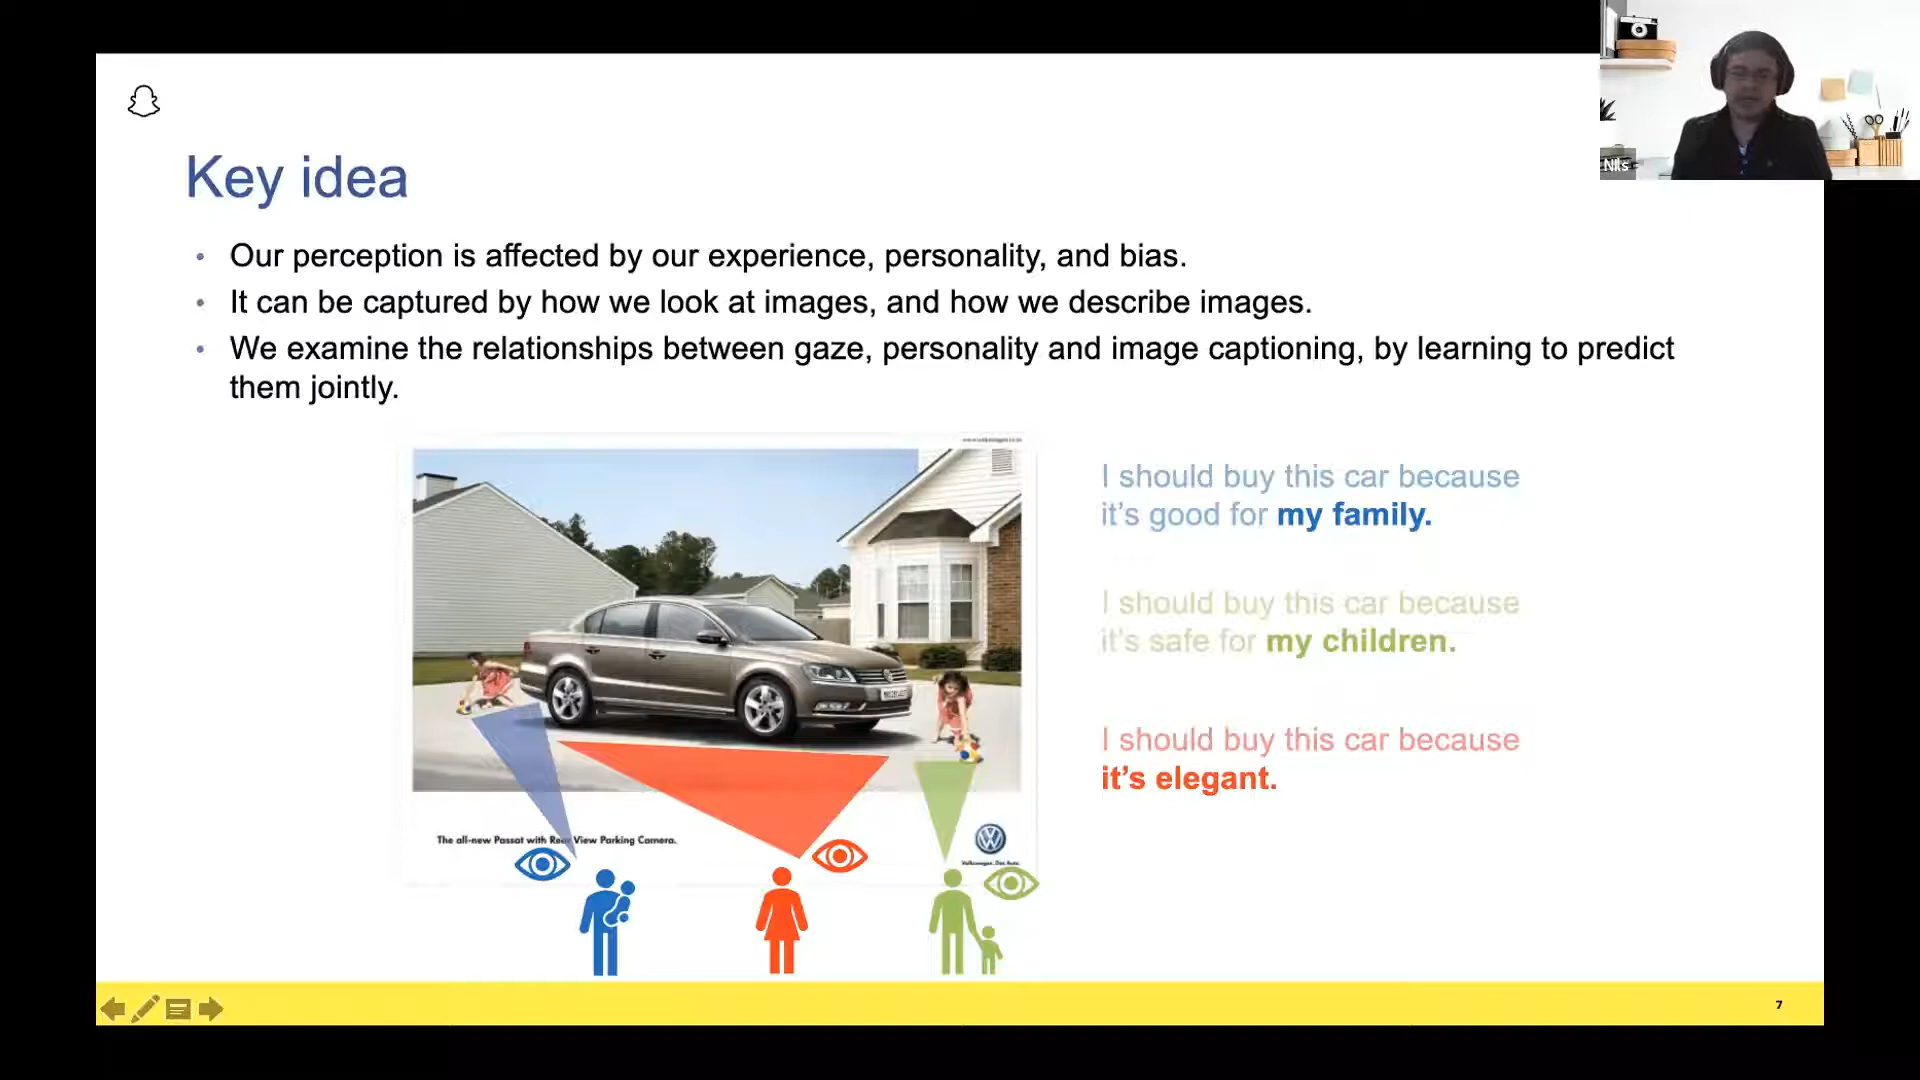 Nils
Key idea
• Our perception is affected by our experience, personality, and bias.
• It can be captured by how we look at images, and how we describe images.
• We examine the relationships between gaze, personality and image captioning, by learning to predict
them jointly.
I should buy this car because
it's good for my family.
I should buy this car because
it's safe for my children.
I should buy this car because
it's elegant.
The all-new Passat with Rear View Parking Camera.
Volkswagen. Das Auto.
7